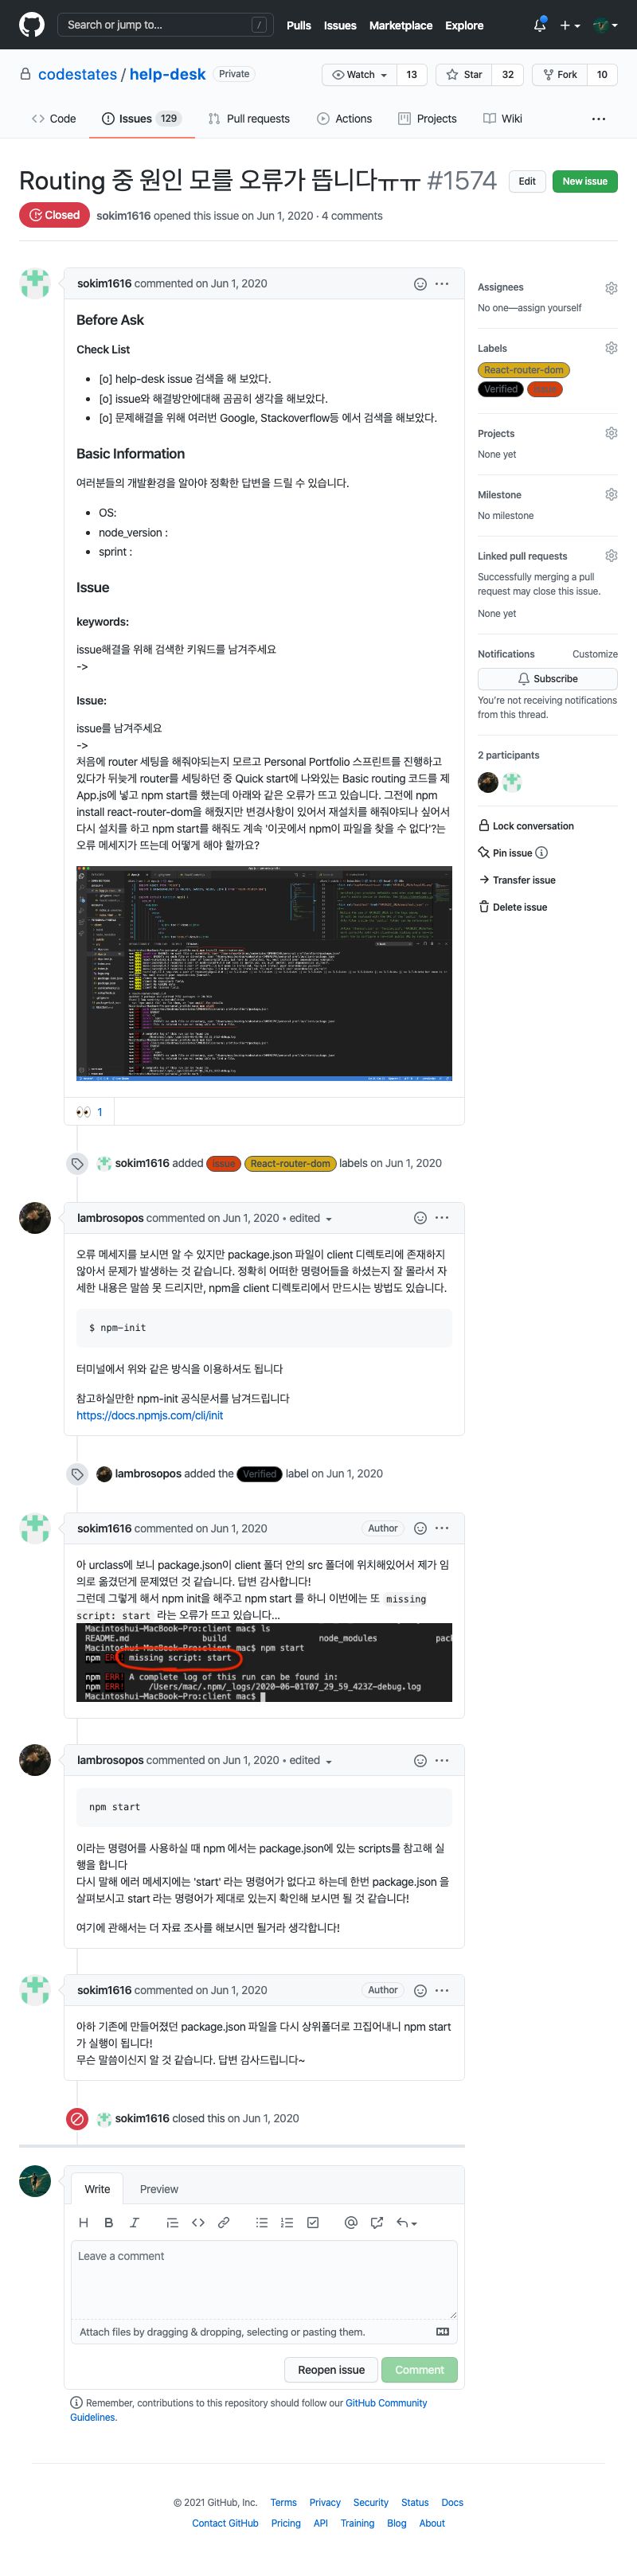 Search or jump to... /
Pulls Issues Marketplace Explore
codestates / help-desk Private
Watch 13 Star 32 Fork 10
Code Issues 129 Pull requests Actions Projects Wiki ...
Routing 중 원인 모를 오류가 뜹니다ㅠㅠ #1574
Edit New issue
Closed sokim1616 opened this issue on Jun 1, 2020 · 4 comments
sokim1616 commented on Jun 1, 2020
Before Ask
Check List
• [o] help-desk issue 검색을 해 보았다.
• [o] issue와 해결방안에대해 곰곰히 생각을 해보았다.
• [o] 문제해결을 위해 여러번 Google, Stackoverflow등 에서 검색을 해보았다.
Basic Information
여러분들의 개발환경을 알아야 정확한 답변을 드릴 수 있습니다.
• OS:
• node_version :
• sprint :
Issue
keywords:
issue해결을 위해 검색한 키워드를 남겨주세요
->
Issue:
issue를 남겨주세요
->
처음에 router 세팅을 해줘야되는지 모르고 Personal Portfolio 스프린트를 진행하고
있다가 뒤늦게 router를 세팅하던 중 Quick start에 나와있는 Basic routing 코드를 제
App.js에 넣고 npm start를 했는데 아래와 같은 오류가 뜨고 있습니다. 그전에 npm
install react-router-dom을 해줬지만 변경사항이 있어서 재설치를 해줘야되나 싶어서
다시 설치를 하고 npm start를 해줘도 계속 '이곳에서 npm이 파일을 찾을 수 없다'?는
오류 메세지가 뜨는데 어떻게 해야 할까요?
1
Assignees
No one—assign yourself
Labels
React-router-dom
Verified issue
Projects
None yet
Milestone
No milestone
Linked pull requests
Successfully merging a pull
request may close this issue.
None yet
Notifications Customize
Subscribe
You're not receiving notifications
from this thread.
2 participants
Lock conversation
Pin issue
Transfer issue
Delete issue
sokim1616 added issue React-router-dom labels on Jun 1, 2020
lambrosopos commented on Jun 1, 2020 • edited
오류 메세지를 보시면 알 수 있지만 package.json 파일이 client 디렉토리에 존재하지
않아서 문제가 발생하는 것 같습니다. 정확히 어떠한 명령어들을 하셨는지 잘 몰라서 자
세한 내용은 말씀 못 드리지만, npm을 client 디렉토리에서 만드시는 방법도 있습니다.
$ npm-init
터미널에서 위와 같은 방식을 이용하셔도 됩니다
참고하실만한 npm-init 공식문서를 남겨드립니다
https://docs.npmjs.com/cli/init
lambrosopos added the Verified label on Jun 1, 2020
sokim1616 commented on Jun 1, 2020 Author
아 urclass에 보니 package.json이 client 폴더 안의 src 폴더에 위치해있어서 제가 임
의로 옮겼던게 문제였던 것 같습니다. 답변 감사합니다!
그런데 그렇게 해서 npm init을 해주고 npm start 를 하니 이번에는 또 missing
script: start 라는 오류가 뜨고 있습니다...
Macintoshui-MacBook-Pro:client mac$ ls
README.md build node_modules pac
Macintoshui-MacBook-Pro:client mac$ npm start
npm ERR! missing script: start
npm ERR! A complete log of this run can be found in:
npm ERR! /Users/mac/.npm/_logs/2020-06-01T07_29_59_423Z-debug.log
Macintoshui-MacBook-Pro:client mac$
lambrosopos commented on Jun 1, 2020 • edited
npm start
이라는 명령어를 사용하실 때 npm 에서는 package.json에 있는 scripts를 참고해 실
행을 합니다
다시 말해 에러 메세지에는 'start' 라는 명령어가 없다고 하는데 한번 package.json 을
살펴보시고 start 라는 명령어가 제대로 있는지 확인해 보시면 될 것 같습니다!
여기에 관해서는 더 자료 조사를 해보시면 될거라 생각합니다!
sokim1616 commented on Jun 1, 2020 Author
아하 기존에 만들어졌던 package.json 파일을 다시 상위폴더로 끄집어내니 npm start
가 실행이 됩니다!
무슨 말씀이신지 알 것 같습니다. 답변 감사드립니다~
sokim1616 closed this on Jun 1, 2020
Write Preview
Leave a comment
Attach files by dragging & dropping, selecting or pasting them.
Reopen issue Comment
Remember, contributions to this repository should follow our GitHub Community
Guidelines.
© 2021 GitHub, Inc. Terms Privacy Security Status Docs
Contact GitHub Pricing API Training Blog About